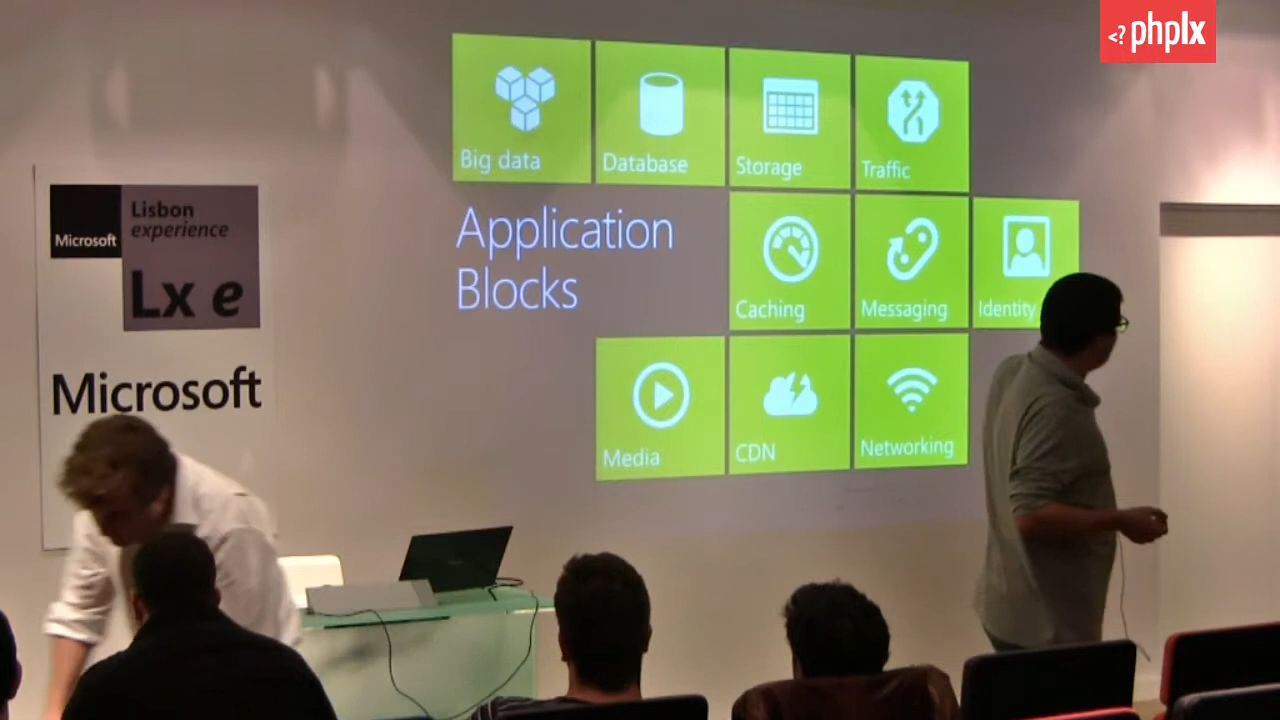 <? phplx
Big data
Database
Storage
Traffic
Application
Blocks
Caching
Messaging
Identity
Media
CDN
Networking
Microsoft
Lisbon
experience
Lx e
Microsoft